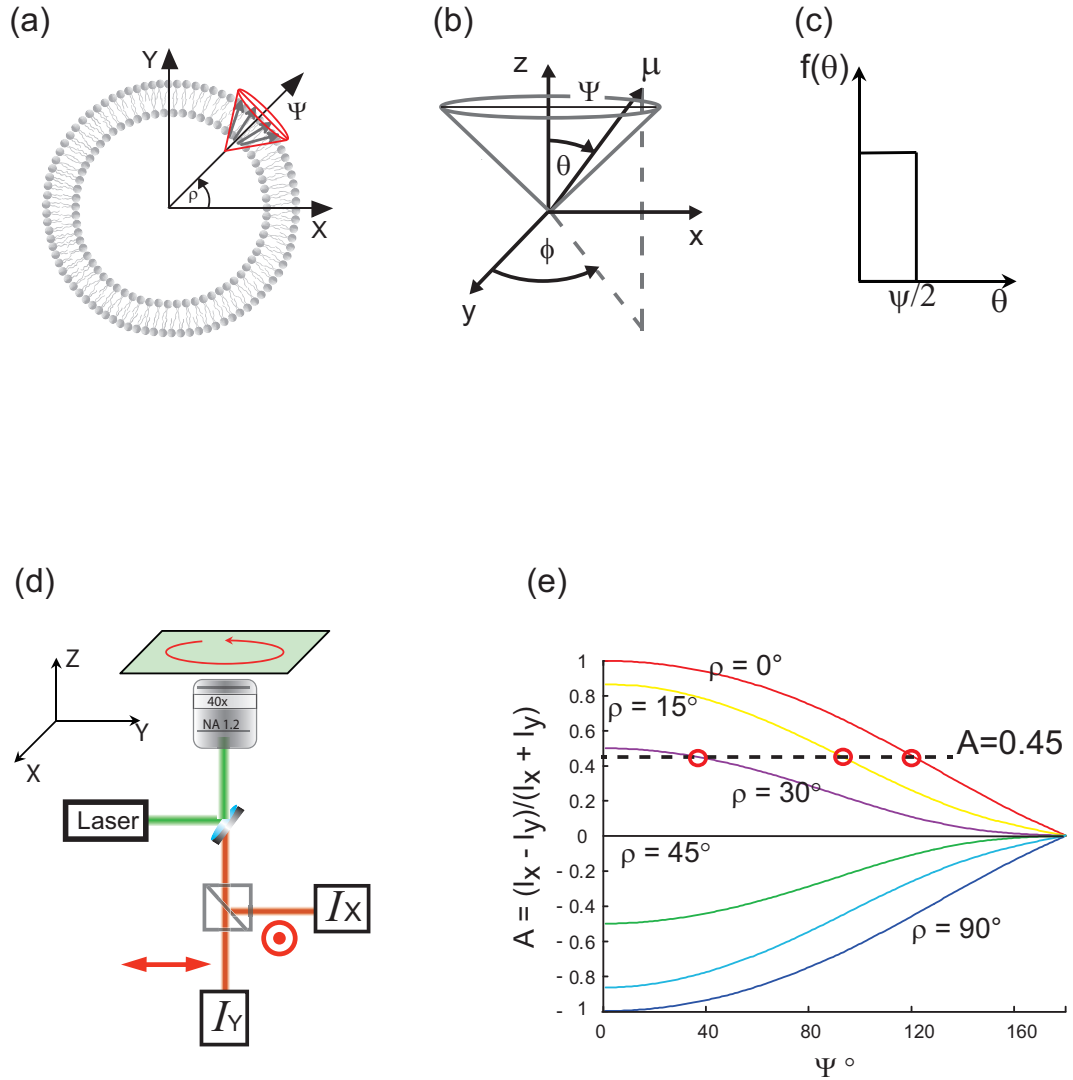 (a)
Y
Ψ
ρ
X
(b)
z
Ψ
μ
θ
x
ϕ
y
(c)
f(θ)
ψ/2
θ
(d)
Z
Y
X
40x
NA 1.2
Laser
IX
IY
(e)
A = (Ix - Iy)/(Ix + Iy)
1
0.8
0.6
0.4
0.2
0
- 0.2
- 0.4
- 0.6
- 0.8
- 1
ρ = 0°
ρ = 15°
A=0.45
ρ = 30°
ρ = 45°
ρ = 90°
0 40 80 120 160
Ψ °